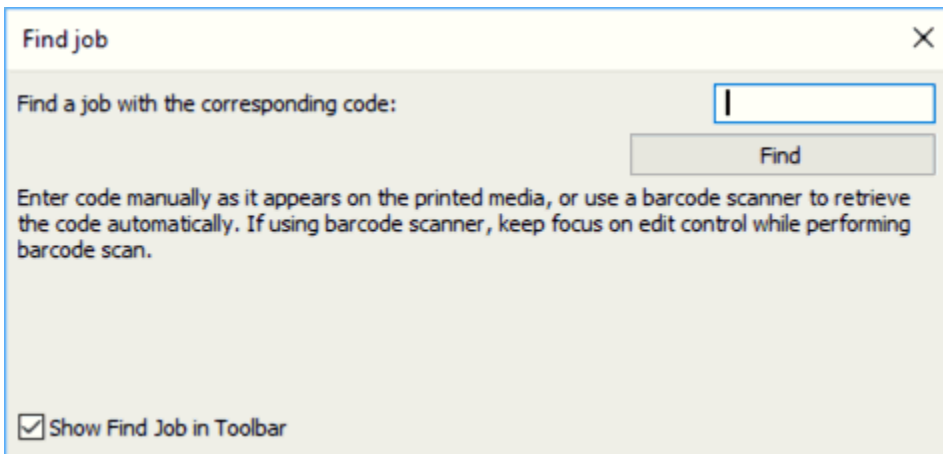 Find job
Find a job with the corresponding code:
Find
Enter code manually as it appears on the printed media, or use a barcode scanner to retrieve
the code automatically. If using barcode scanner, keep focus on edit control while performing
barcode scan.
Show Find Job in Toolbar